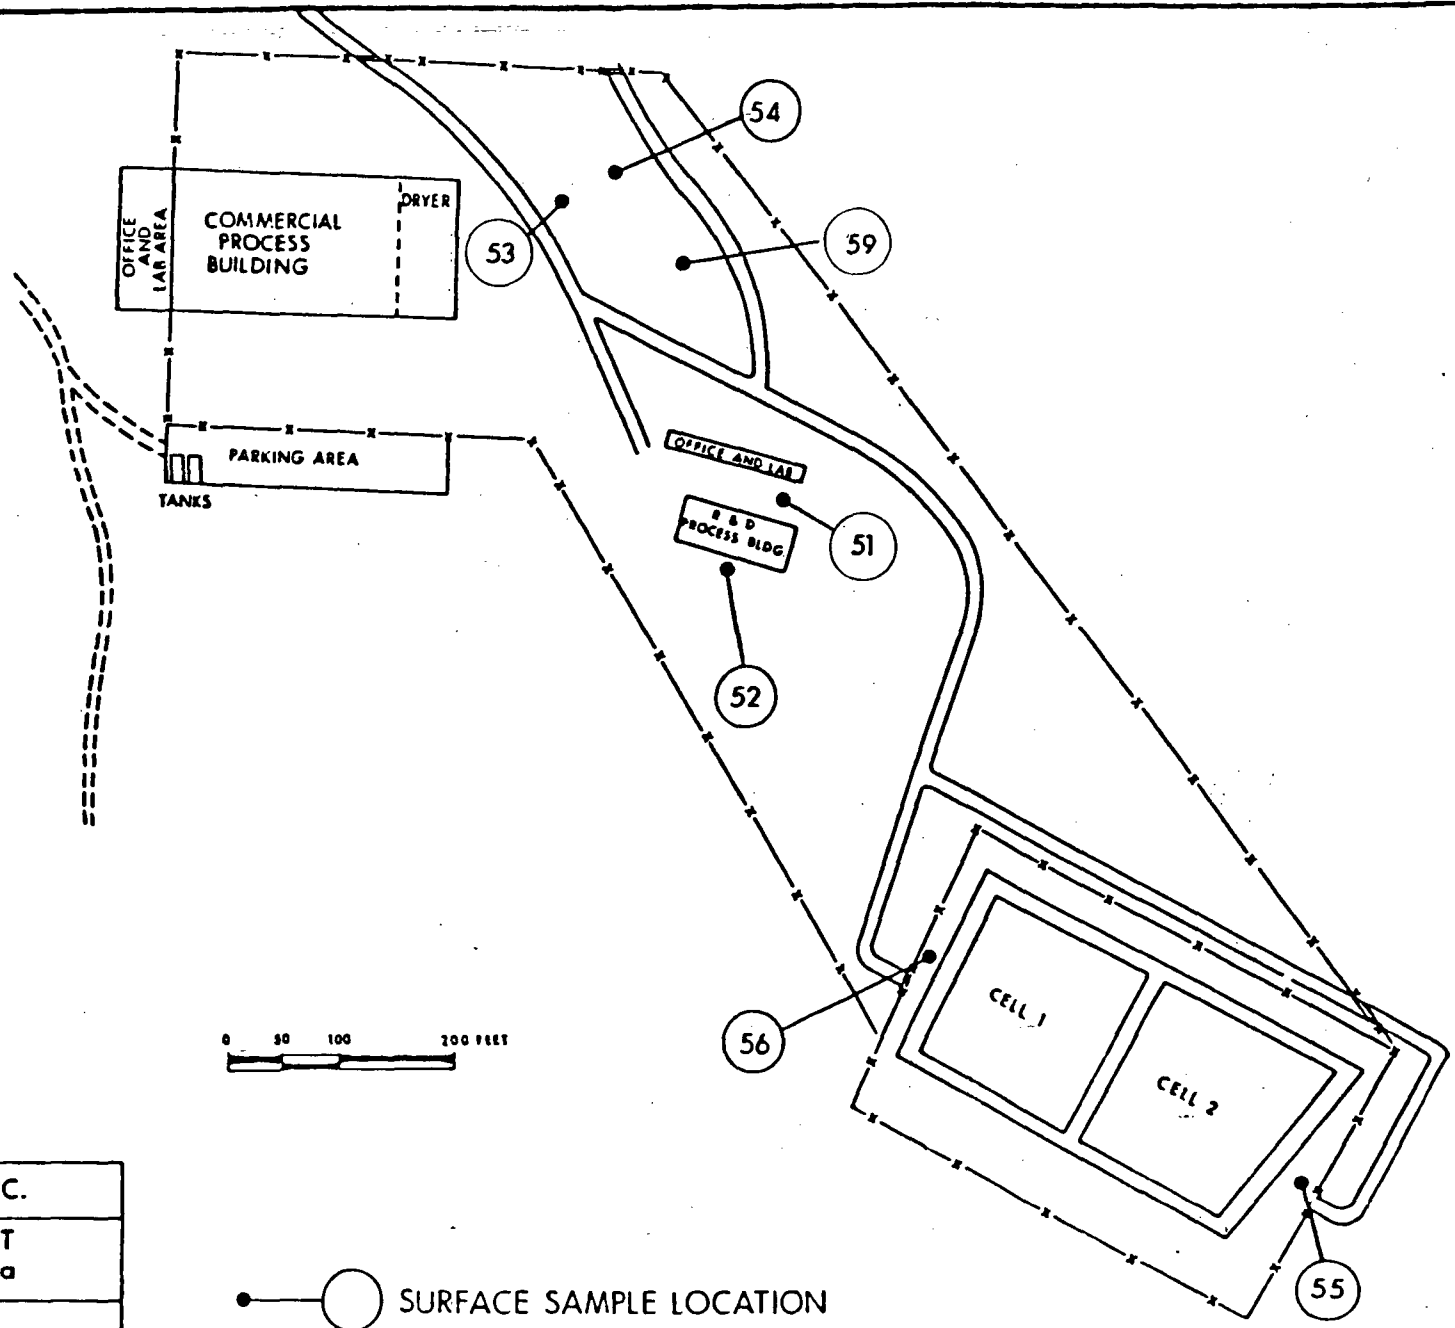 54
OFFICE
AND
LAB AREA
COMMERCIAL
PROCESS
BUILDING
DRYER
53
59
PARKING AREA
TANKS
OFFICE AND LAB
R & D
PROCESS BLDG.
51
52
56
CELL 1
CELL 2
0 50 100 200 FEET
C.
T
a
55
SURFACE SAMPLE LOCATION